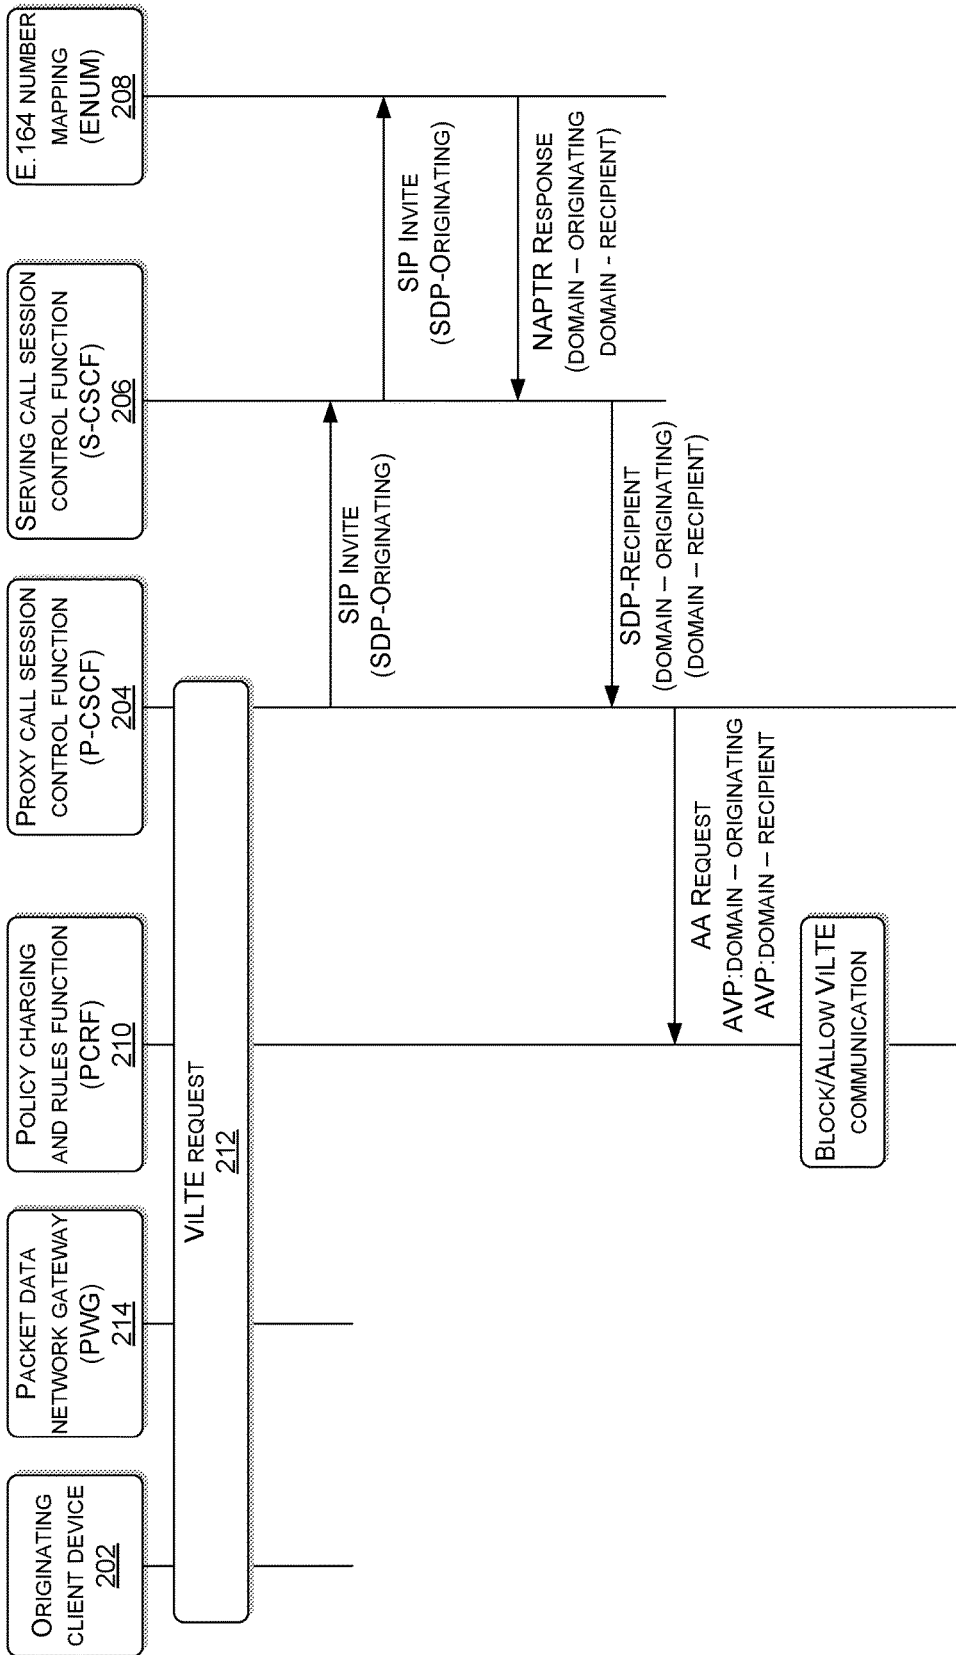 ORIGINATING
CLIENT DEVICE
202
PACKET DATA
NETWORK GATEWAY
(PWG)
214
POLICY CHARGING
AND RULES FUNCTION
(PCRF)
210
PROXY CALL SESSION
CONTROL FUNCTION
(P-CSCF)
204
SERVING CALL SESSION
CONTROL FUNCTION
(S-CSCF)
206
E.164 NUMBER
MAPPING
(ENUM)
208
VILTE REQUEST
212
SIP INVITE
(SDP-ORIGINATING)
SIP INVITE
(SDP-ORIGINATING)
NAPTR RESPONSE
(DOMAIN – ORIGINATING
DOMAIN - RECIPIENT)
SDP-RECIPIENT
(DOMAIN – ORIGINATING)
(DOMAIN – RECIPIENT)
AA REQUEST
AVP:DOMAIN – ORIGINATING
AVP:DOMAIN – RECIPIENT
BLOCK/ALLOW VILTE
COMMUNICATION